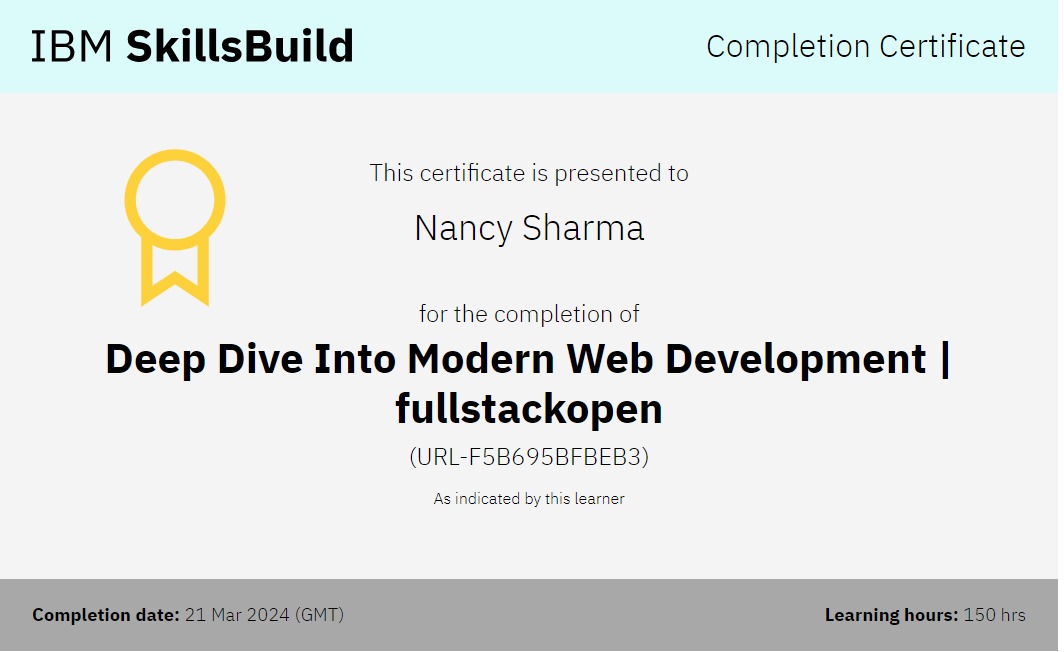 IBM SkillsBuild
Completion Certificate
This certificate is presented to
Nancy Sharma
for the completion of
Deep Dive Into Modern Web Development |
fullstackopen
(URL-F5B695BFBEB3)
As indicated by this learner
Completion date: 21 Mar 2024 (GMT)
Learning hours: 150 hrs